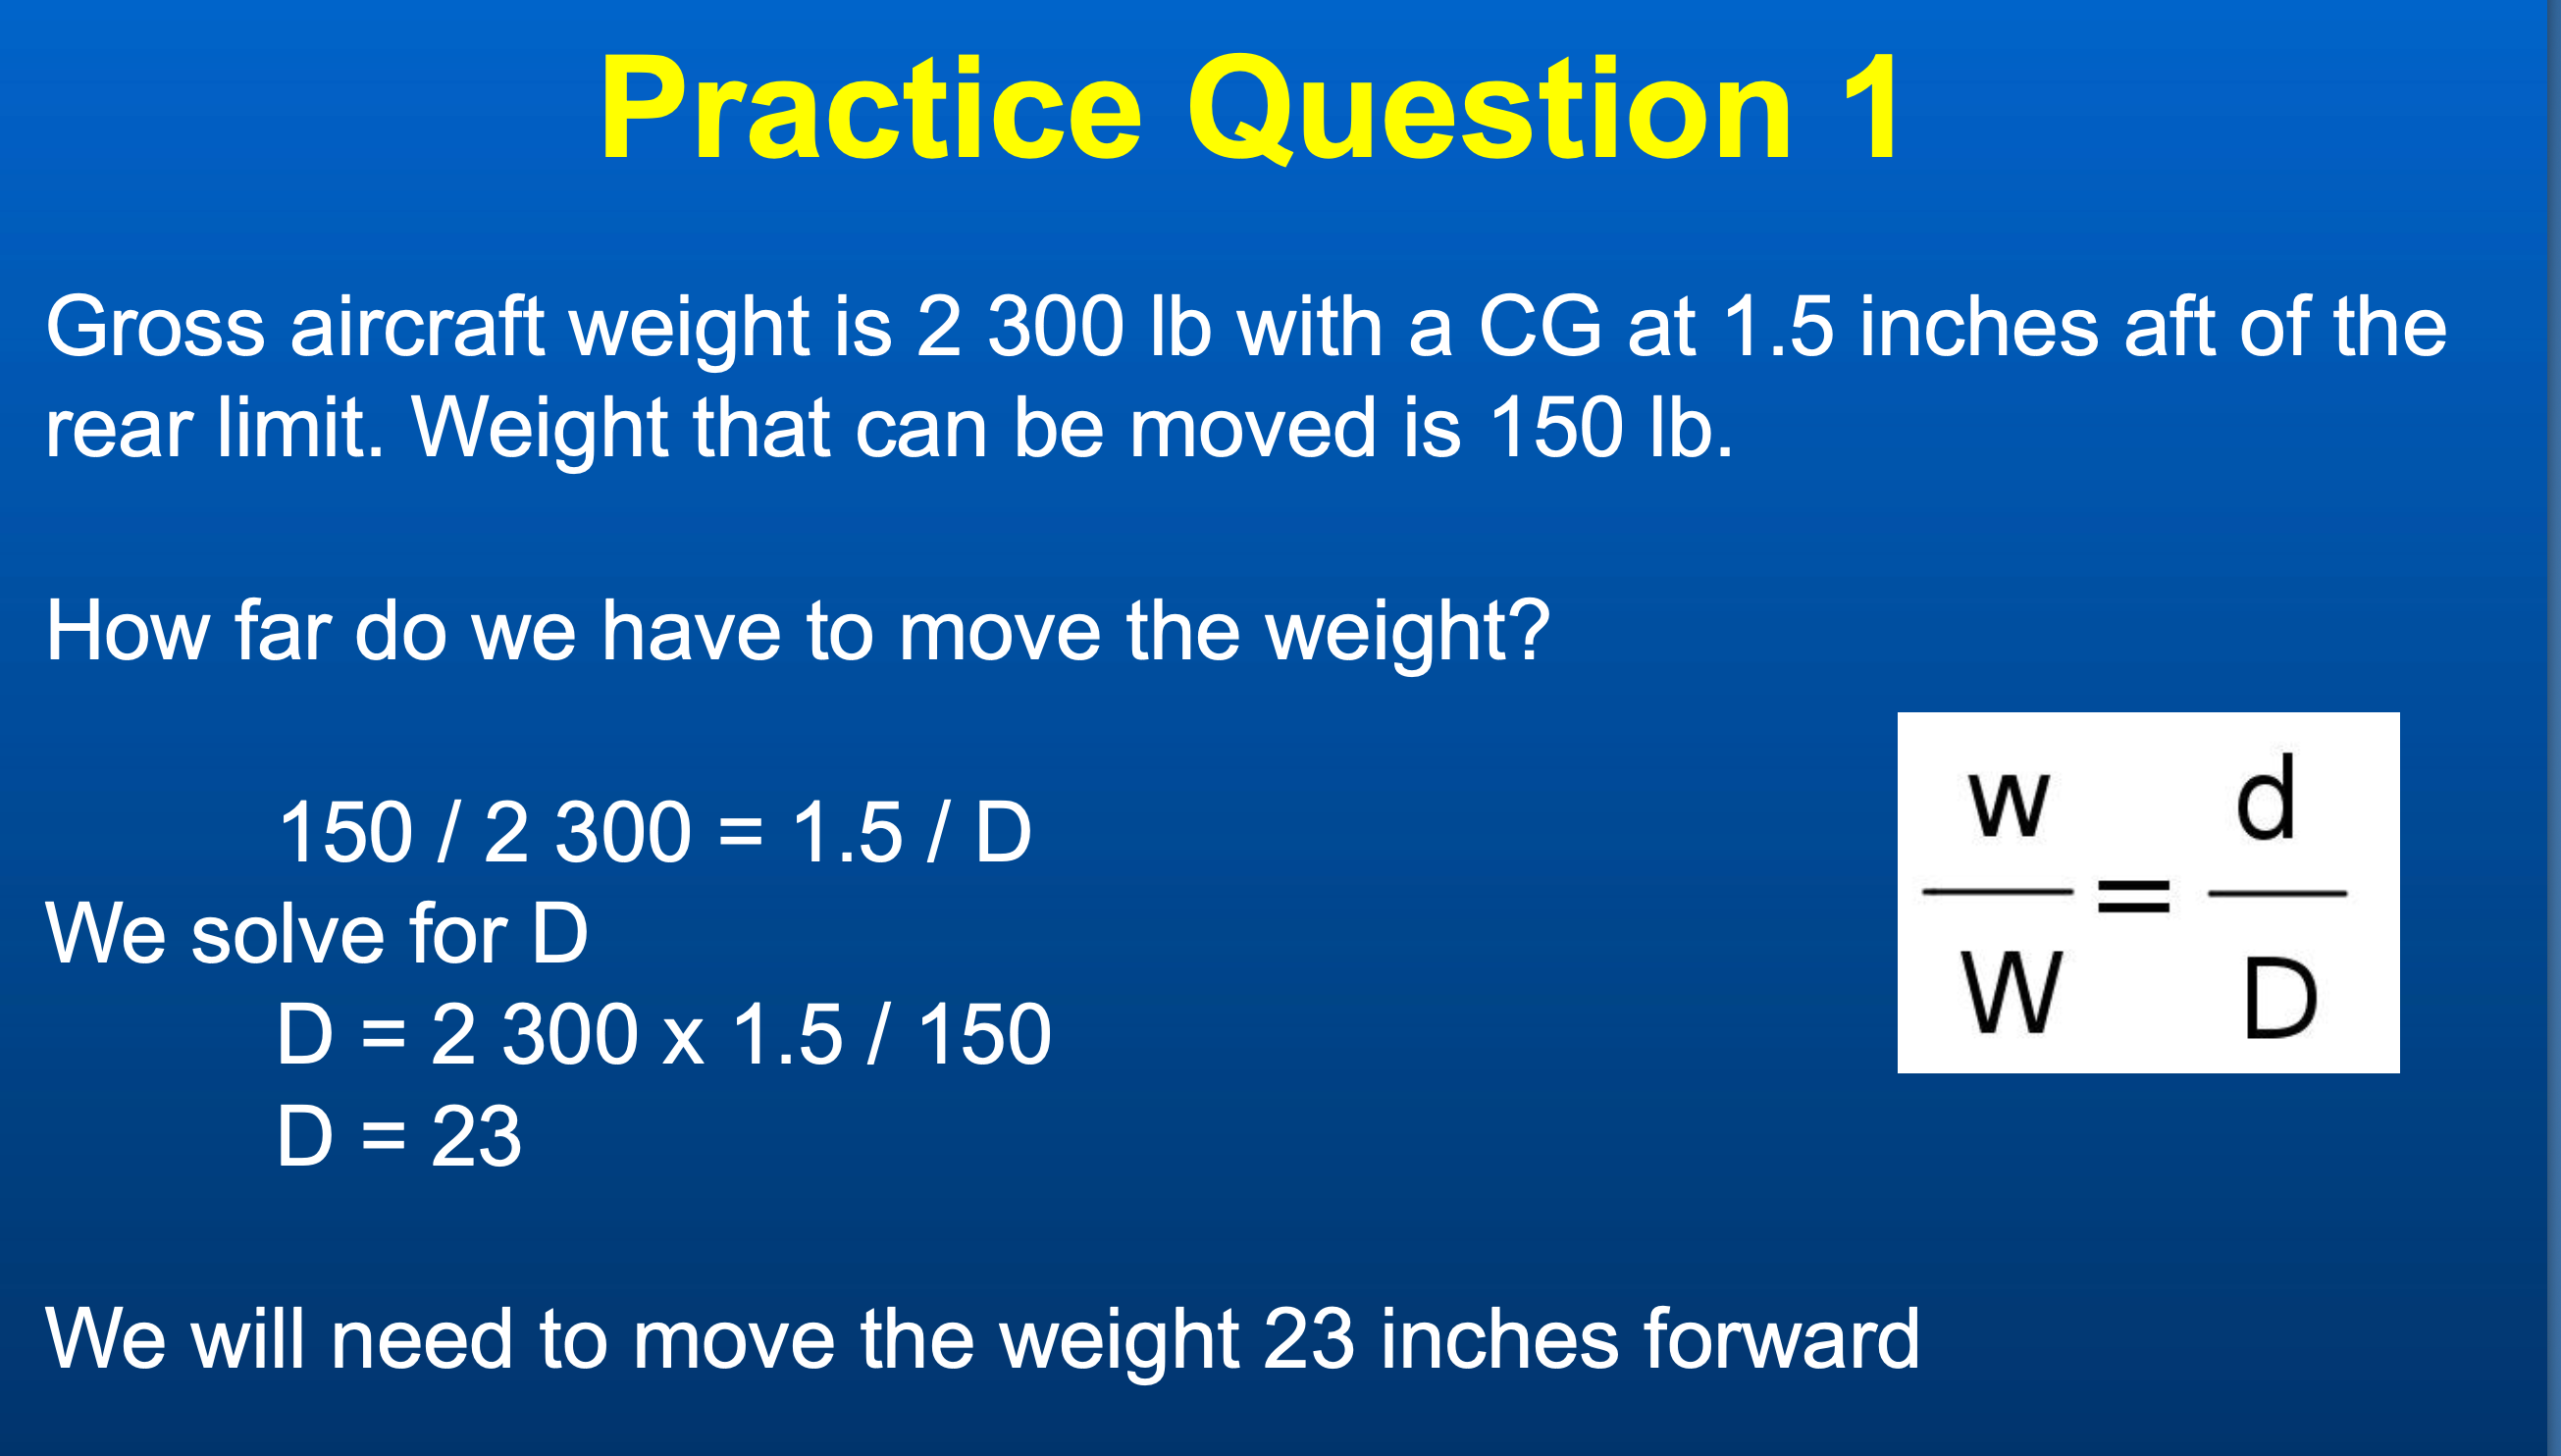 Practice Question 1
Gross aircraft weight is 2 300 lb with a CG at 1.5 inches aft of the
rear limit. Weight that can be moved is 150 lb.
How far do we have to move the weight?
150 / 2 300 = 1.5 / D
We solve for D
D = 2 300 x 1.5 / 150
D = 23
w d
=
W D
We will need to move the weight 23 inches forward